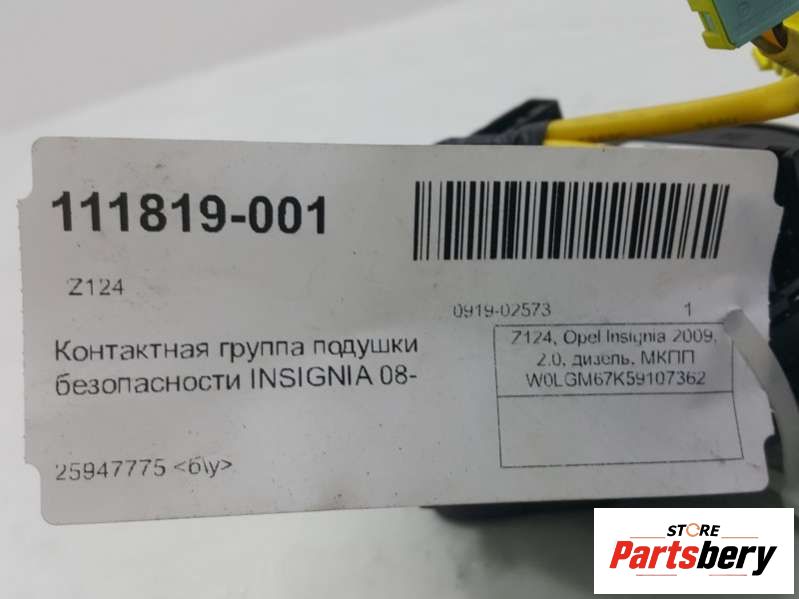 111819-001
Z124
0919-02573 1
Контактная группа подушки
безопасности INSIGNIA 08-
Z124, Opel Insignia 2009,
2.0, дизель, МКПП
W0LGM67K59107362
25947775 <б\у>
STORE
Partsbery